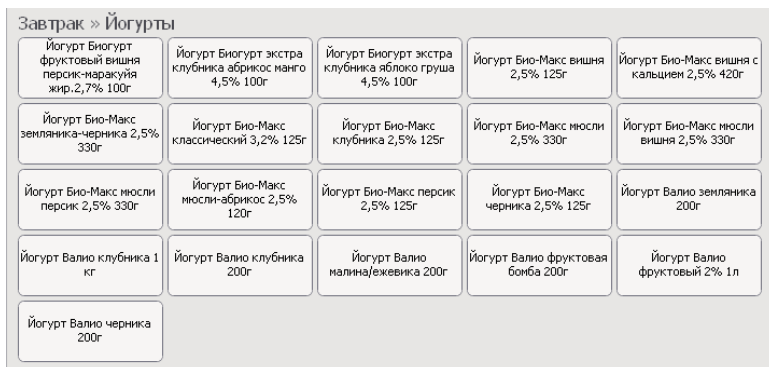 Завтрак » Йогурты
Йогурт Биогурт
фруктовый вишня
персик-маракуйя
жир.2,7% 100г
Йогурт Биогурт экстра
клубника абрикос манго
4,5% 100г
Йогурт Биогурт экстра
клубника яблоко груша
4,5% 100г
Йогурт Био-Макс вишня
2,5% 125г
Йогурт Био-Макс вишня с
кальцием 2,5% 420г
Йогурт Био-Макс
земляника-черника 2,5%
330г
Йогурт Био-Макс
классический 3,2% 125г
Йогурт Био-Макс
клубника 2,5% 125г
Йогурт Био-Макс мюсли
2,5% 330г
Йогурт Био-Макс мюсли
вишня 2,5% 330г
Йогурт Био-Макс мюсли
персик 2,5% 330г
Йогурт Био-Макс
мюсли-абрикос 2,5%
120г
Йогурт Био-Макс персик
2,5% 125г
Йогурт Био-Макс
черника 2,5% 125г
Йогурт Валио земляника
200г
Йогурт Валио клубника 1
кг
Йогурт Валио клубника
200г
Йогурт Валио
малина/ежевика 200г
Йогурт Валио фруктовая
бомба 200г
Йогурт Валио
фруктовый 2% 1л
Йогурт Валио черника
200г